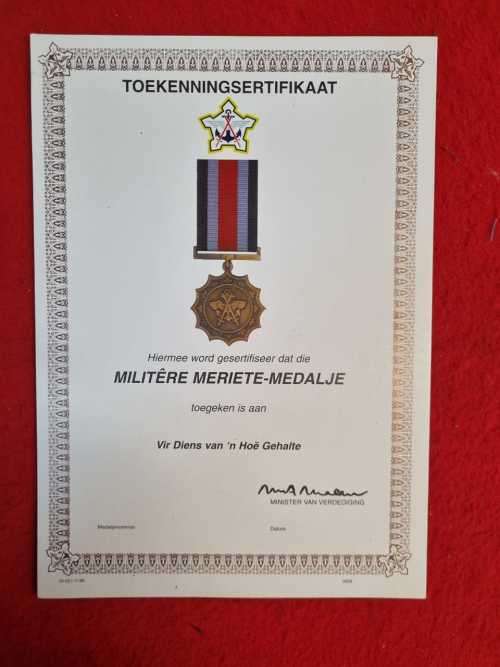 TOEKENNINGSERTIFIKAAT
Hiermee word gesertifiseer dat die
MILITÊRE MERIETE-MEDALJE
toegeken is aan
Vir Diens van 'n Hoë Gehalte
MINISTER VAN VERDEDIGING
Medaljenommer
Datum